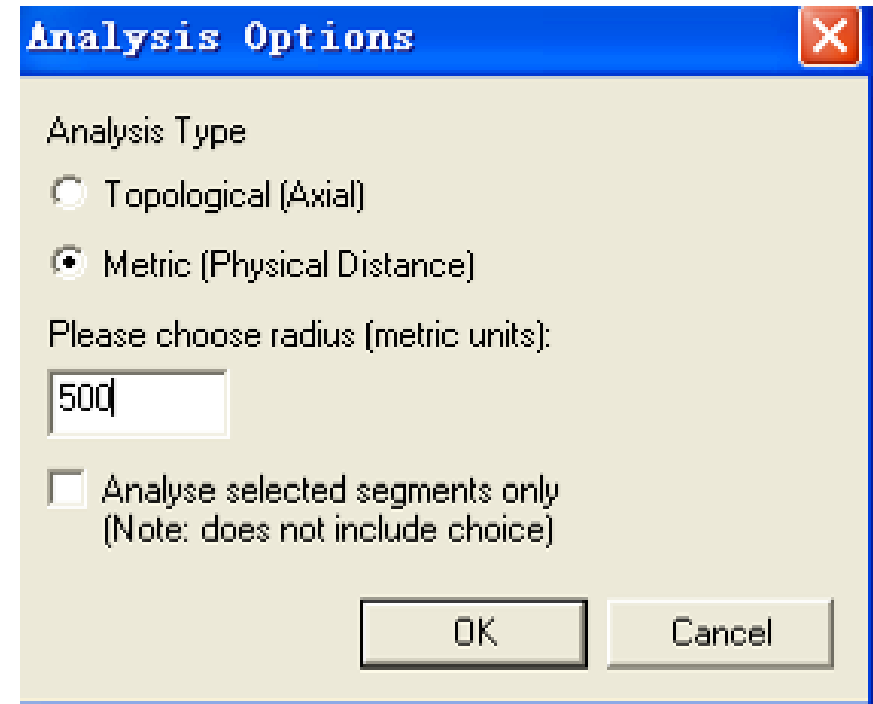 Analysis Options
Analysis Type
Topological (Axial)
Metric (Physical Distance)
Please choose radius (metric units):
500
Analyse selected segments only
(Note: does not include choice)
OK
Cancel